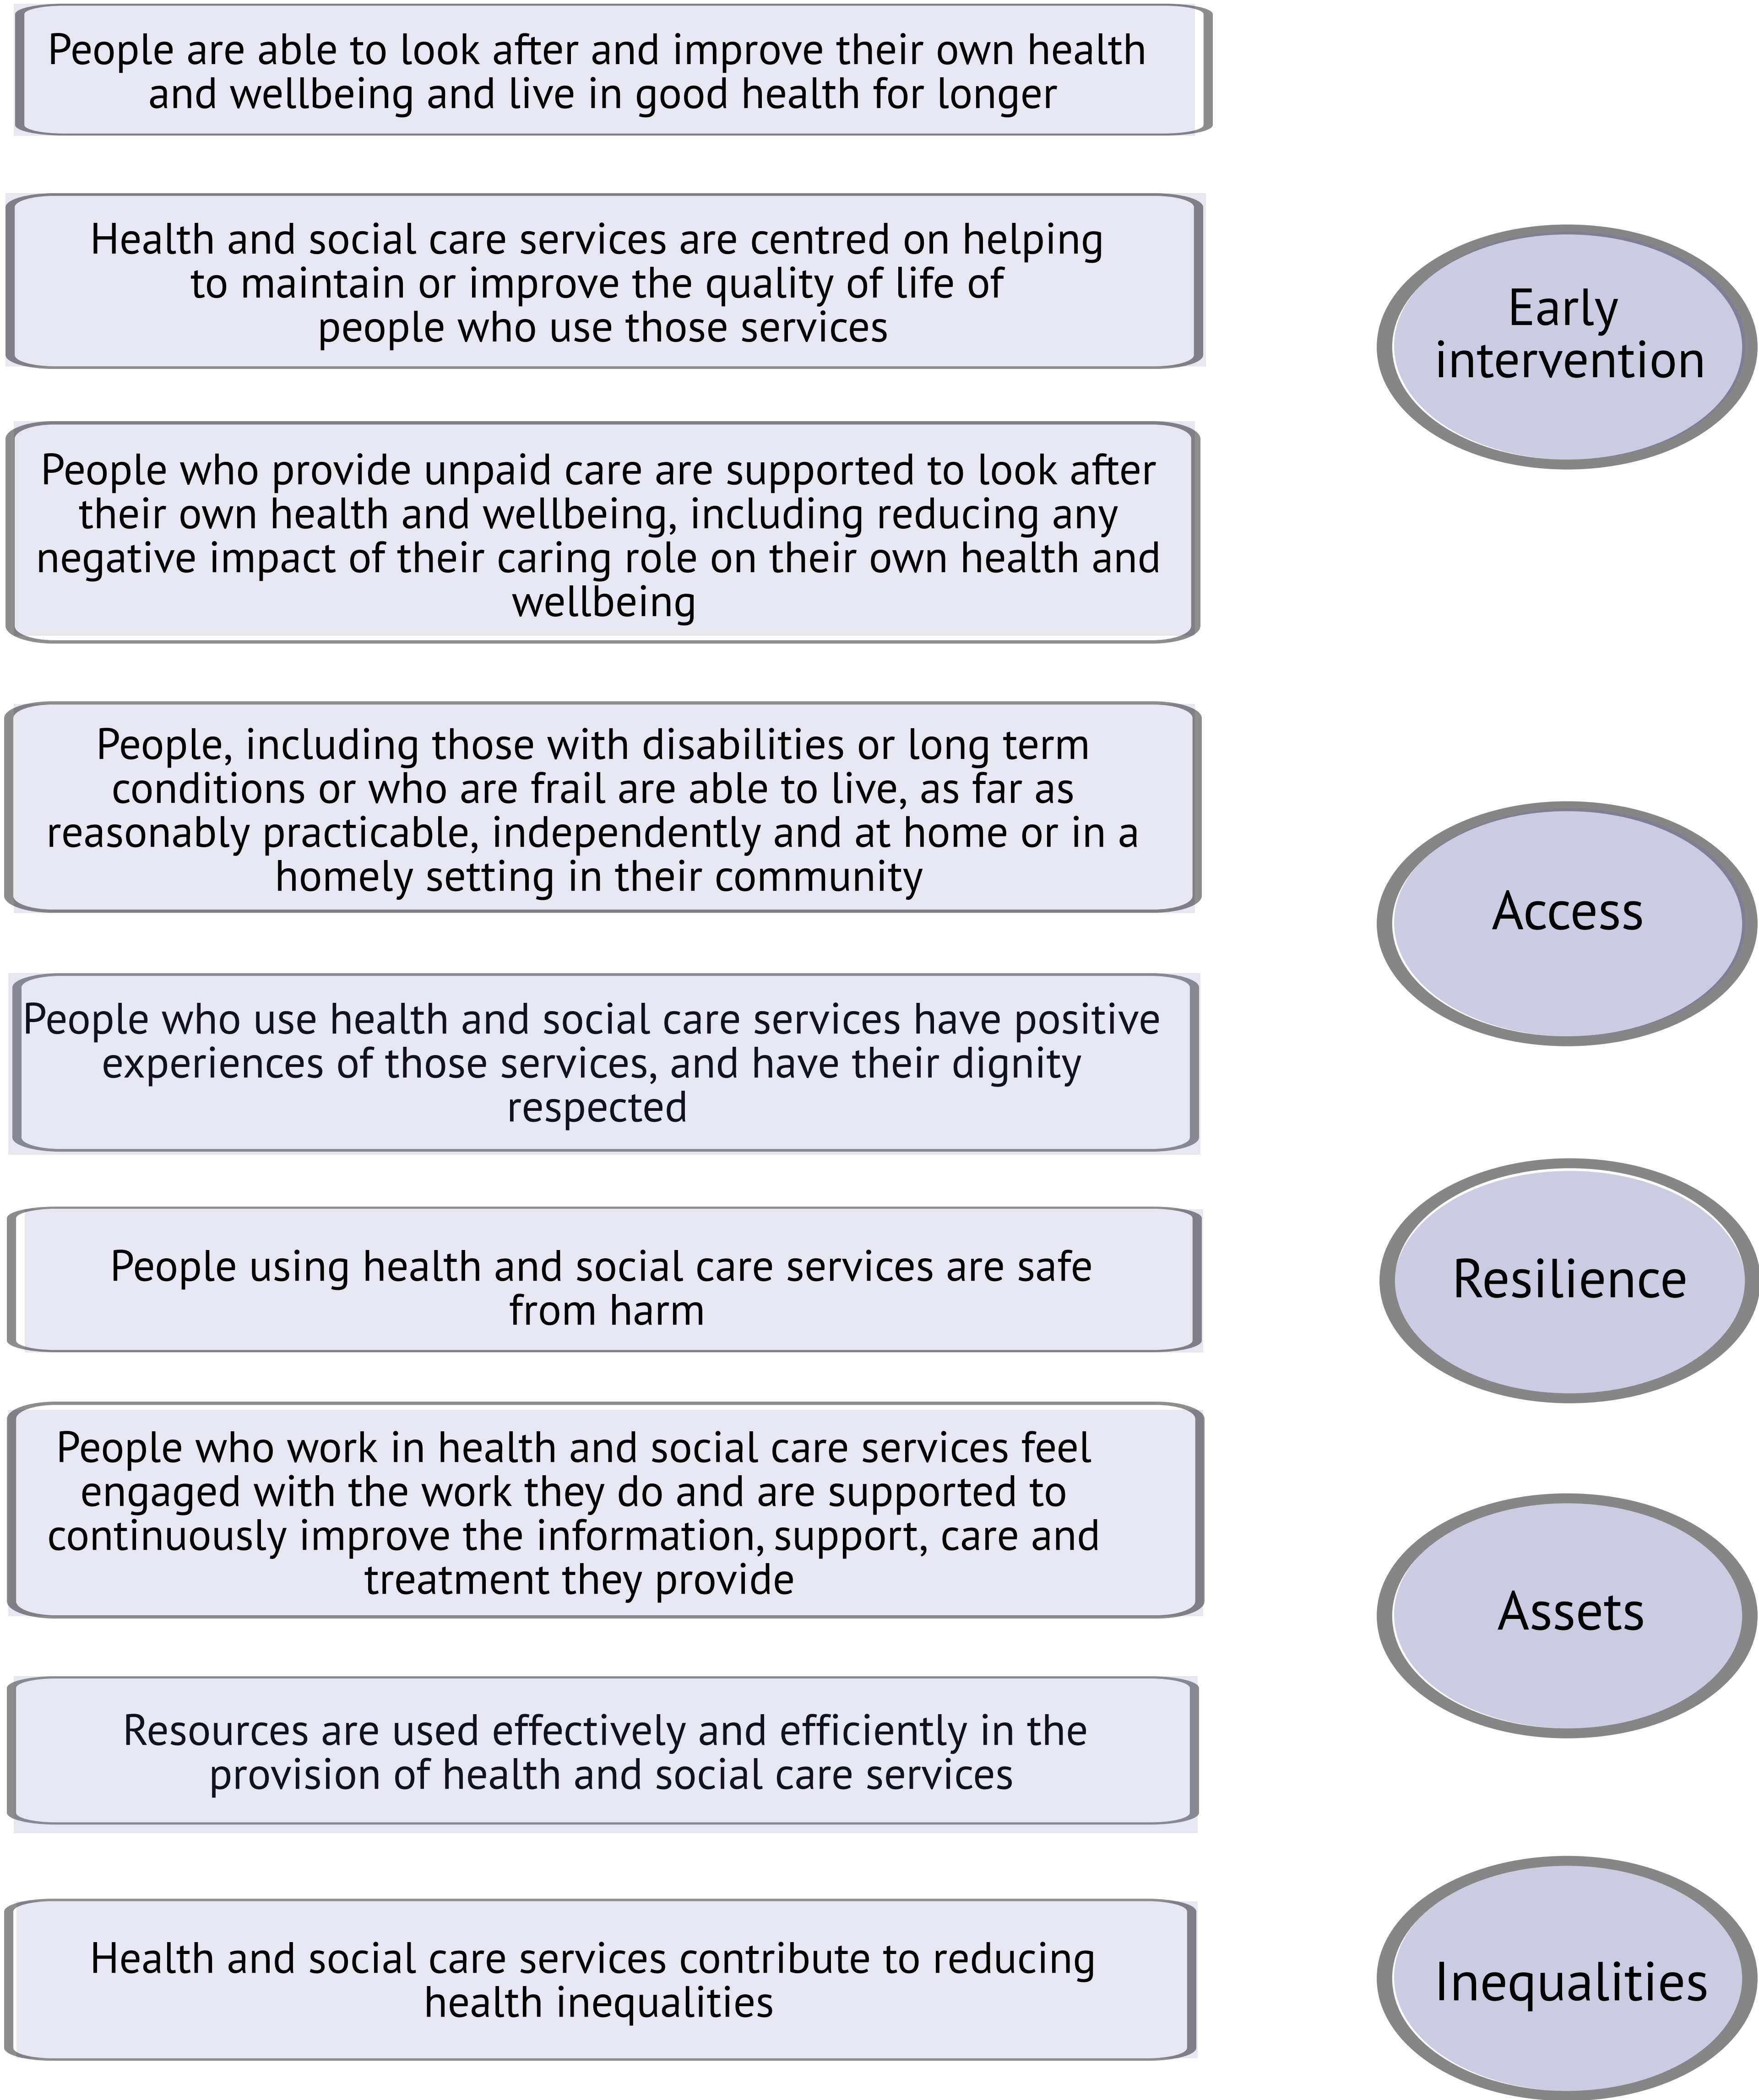 People are able to look after and improve their own health
and wellbeing and live in good health for longer
Health and social care services are centred on helping
to maintain or improve the quality of life of
people who use those services
People who provide unpaid care are supported to look after
their own health and wellbeing, including reducing any
negative impact of their caring role on their own health and
wellbeing
People, including those with disabilities or long term
conditions or who are frail are able to live, as far as
reasonably practicable, independently and at home or in a
homely setting in their community
People who use health and social care services have positive
experiences of those services, and have their dignity
respected
People using health and social care services are safe
from harm
People who work in health and social care services feel
engaged with the work they do and are supported to
continuously improve the information, support, care and
treatment they provide
Resources are used effectively and efficiently in the
provision of health and social care services
Health and social care services contribute to reducing
health inequalities
Early
intervention
Access
Resilience
Assets
Inequalities